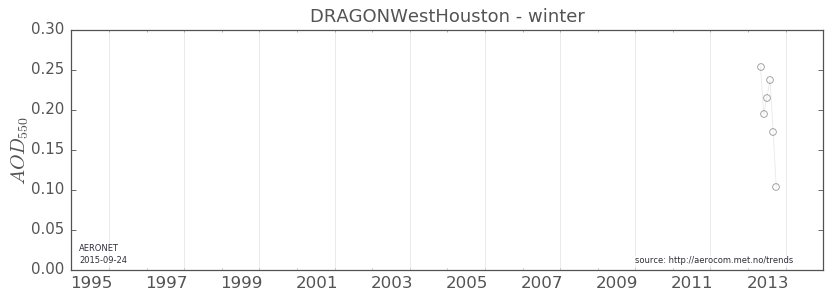 DRAGONWestHouston - winter
0.30
0.25
0.20
0.15
0.10
0.05
0.00
AOD550
AERONET
2015-09-24
source: http://aerocom.met.no/trends
1995 1997 1999 2001 2003 2005 2007 2009 2011 2013